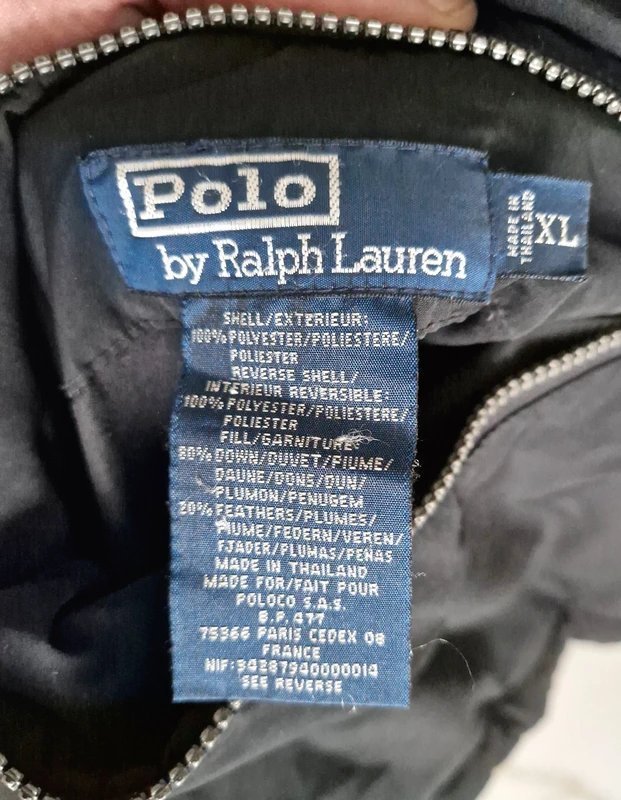 Polo
by Ralph Lauren
MADE IN
THAILAND
XL
SHELL/EXTERIEUR:
100% POLYESTER/POLIESTERE/
POLIESTER
REVERSE SHELL/
INTERIEUR REVERSIBLE:
100% POLYESTER/POLIESTERE/
POLIESTER
FILL/GARNITURE:
80% DOWN/DUVET/PIUME/
DAUNE/DONS/DUN/
PLUMON/PENUGEM
20% FEATHERS/PLUMES/
PIUME/FEDERN/VEREN/
FJADER/PLUMAS/PENAS
MADE IN THAILAND
MADE FOR/FAIT POUR
POLOCO S.A.S.
B.P. 477
75366 PARIS CEDEX 08
FRANCE
NIF:34287940000014
SEE REVERSE